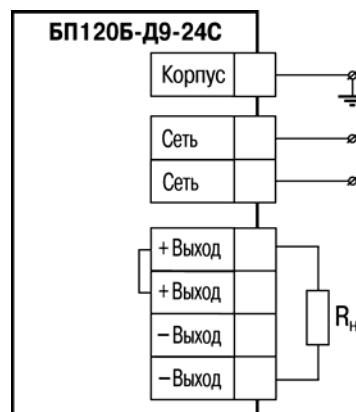 БП120Б-Д9-24С
Корпус
Сеть
Сеть
+ Выход
+ Выход
– Выход
– Выход
Rн